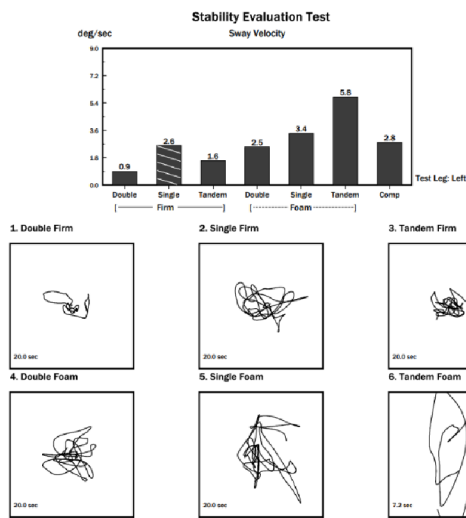 Stability Evaluation Test
deg/sec
Sway Velocity
9.0
7.2
5.4
3.6
1.8
0.0
0.9
2.6
1.6
2.5
3.4
5.8
2.8
Test Leg: Left
Double Single Tandem Double Single Tandem Comp
[ Firm ] [ Foam ]
1. Double Firm
2. Single Firm
3. Tandem Firm
20.0 sec
20.0 sec
20.0 sec
4. Double Foam
5. Single Foam
6. Tandem Foam
20.0 sec
20.0 sec
7.3 sec